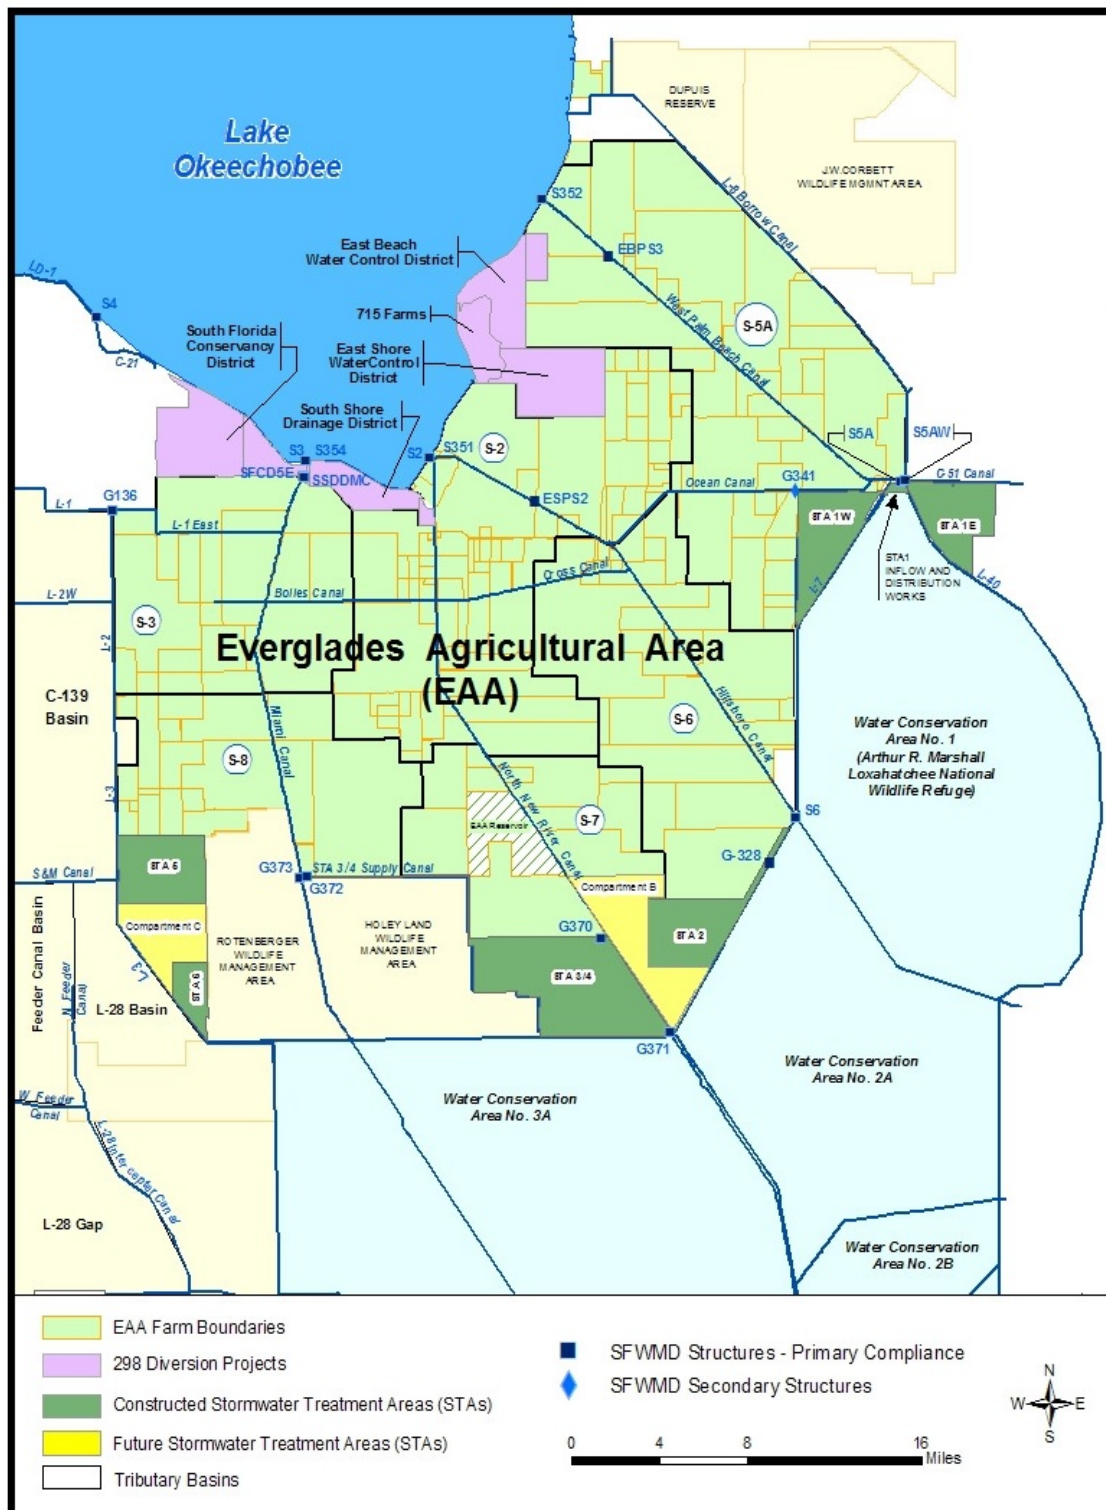 DUPUIS
RESERVE
Lake
Okeechobee
J.W.CORBETT
WILDLIFE MGMNT AREA
L-8 Borrow Canal
S352
East Beach
Water Control District
EBPS3
LD-1
S4
715 Farms
West Palm Beach Canal
S-5A
South Florida
Conservancy
District
C-21
East Shore
WaterControl
District
South Shore
Drainage District
S5A
S5AW
S3
S354
S2
S351
S-2
SFCD5E
SSDDMC
G341
Ocean Canal
C-51 Canal
G136
L-1
ESPS2
STA 1W
STA 1E
L-1 East
STA1
INFLOW AND
DISTRIBUTION
WORKS
Cross Canal
L-7
L-40
L-2W
Bolles Canal
S-3
L-2
Everglades Agricultural Area
(EAA)
C-139
Basin
Miami Canal
Hillsboro Canal
S-6
Water Conservation
Area No. 1
(Arthur R. Marshall
Loxahatchee National
Wildlife Refuge)
S-8
L-3
North New River Canal
S-7
S6
EAA Reservoir
STA 5
S&M Canal
G373
G372
STA 3/4 Supply Canal
G-328
Compartment B
Feeder Canal Basin
Compartment C
HOLEY LAND
WILDLIFE
MANAGEMENT
AREA
G370
STA 2
ROTENBERGER
WILDLIFE
MANAGEMENT
AREA
L-3
STA 6
STA 3/4
N Feeder
Canal
L-28 Basin
G371
Water Conservation
Area No. 2A
W Feeder
Canal
Water Conservation
Area No. 3A
L-28 Interceptor Canal
L-28 Gap
Water Conservation
Area No. 2B
EAA Farm Boundaries
298 Diversion Projects
Constructed Stormwater Treatment Areas (STAs)
Future Stormwater Treatment Areas (STAs)
Tributary Basins
SFWMD Structures - Primary Compliance
SFWMD Secondary Structures
N
W
E
S
0 4 8 16
Miles